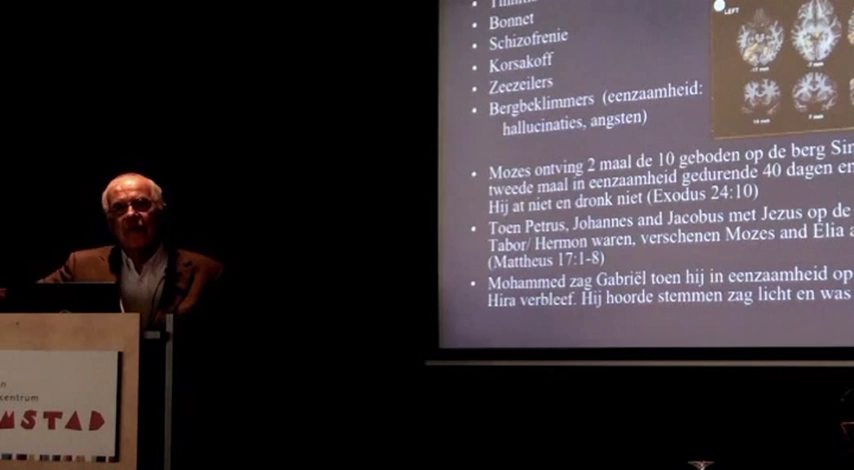 • Bonnet
• Schizofrenie
• Korsakoff
• Zeezeilers
• Bergbeklimmers (eenzaamheid:
hallucinaties, angsten)
• Mozes ontving 2 maal de 10 geboden op de berg Sin
tweede maal in eenzaamheid gedurende 40 dagen en
Hij at niet en dronk niet (Exodus 24:10)
• Toen Petrus, Johannes and Jacobus met Jezus op de
Tabor/ Hermon waren, verschenen Mozes and Elia a
(Mattheus 17:1-8)
• Mohammed zag Gabriël toen hij in eenzaamheid op
Hira verbleef. Hij hoorde stemmen zag licht en was
LEFT
n
centrum
MSTAD